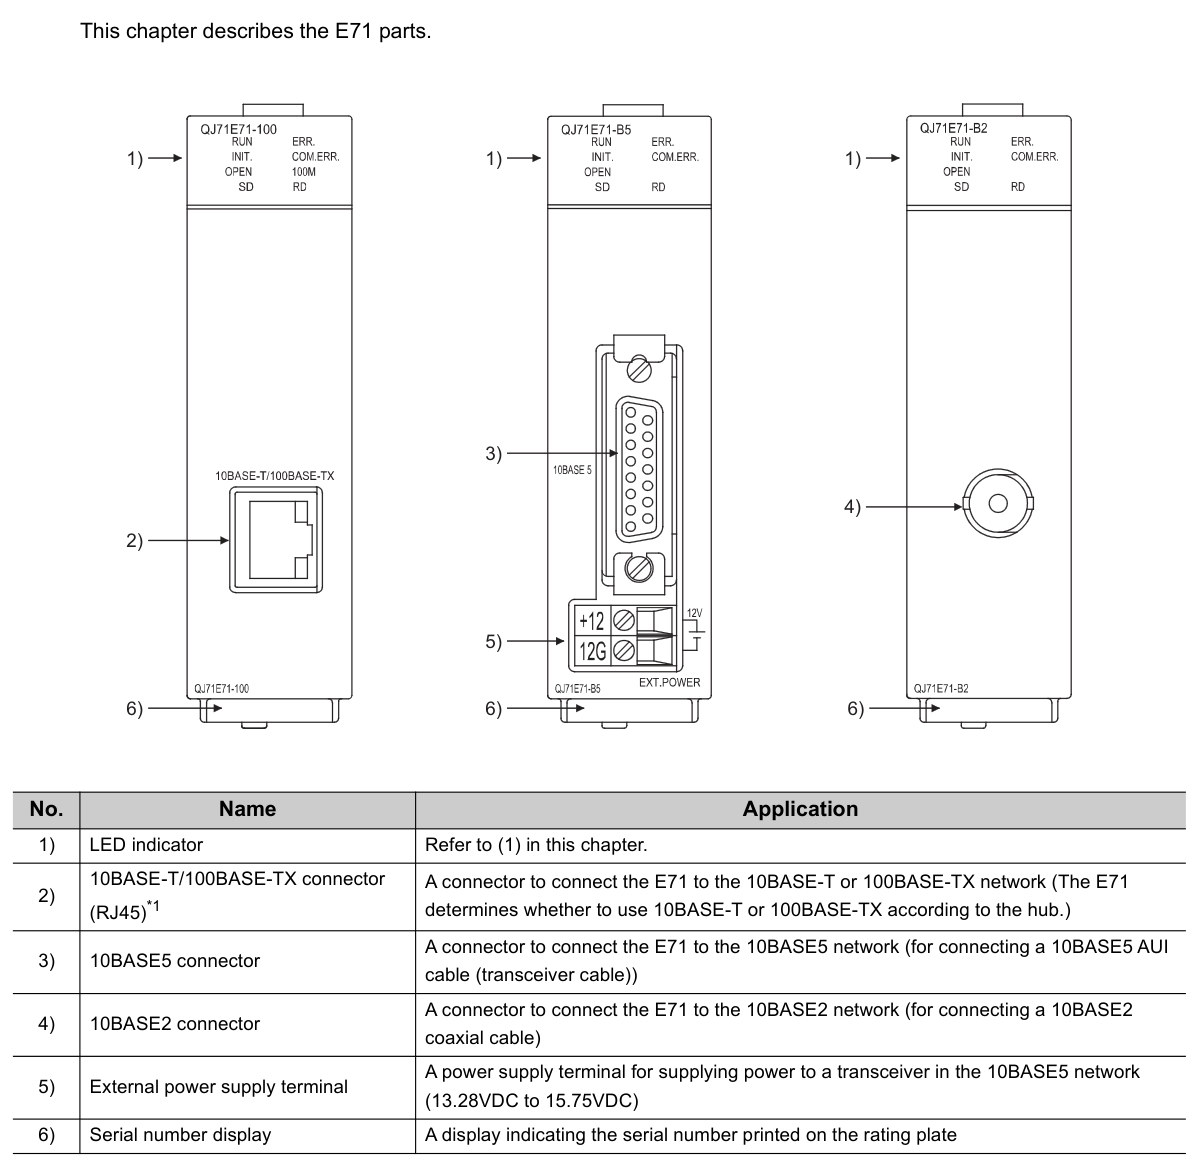 This chapter describes the E71 parts.
QJ71E71-100
RUN ERR.
INIT. COM.ERR.
OPEN 100M
SD RD
1)
10BASE-T/100BASE-TX
2)
QJ71E71-100
6)
QJ71E71-B5
RUN ERR.
INIT. COM.ERR.
OPEN
SD RD
1)
3)
10BASE 5
+12
12V
12G
5)
EXT.POWER
QJ71E71-B5
6)
QJ71E71-B2
RUN ERR.
INIT. COM.ERR.
OPEN
SD RD
1)
4)
QJ71E71-B2
6)
No. Name Application
1) LED indicator Refer to (1) in this chapter.
2) 10BASE-T/100BASE-TX connector
(RJ45)*1
A connector to connect the E71 to the 10BASE-T or 100BASE-TX network (The E71
determines whether to use 10BASE-T or 100BASE-TX according to the hub.)
3) 10BASE5 connector
A connector to connect the E71 to the 10BASE5 network (for connecting a 10BASE5 AUI
cable (transceiver cable))
4) 10BASE2 connector
A connector to connect the E71 to the 10BASE2 network (for connecting a 10BASE2
coaxial cable)
5) External power supply terminal
A power supply terminal for supplying power to a transceiver in the 10BASE5 network
(13.28VDC to 15.75VDC)
6) Serial number display A display indicating the serial number printed on the rating plate